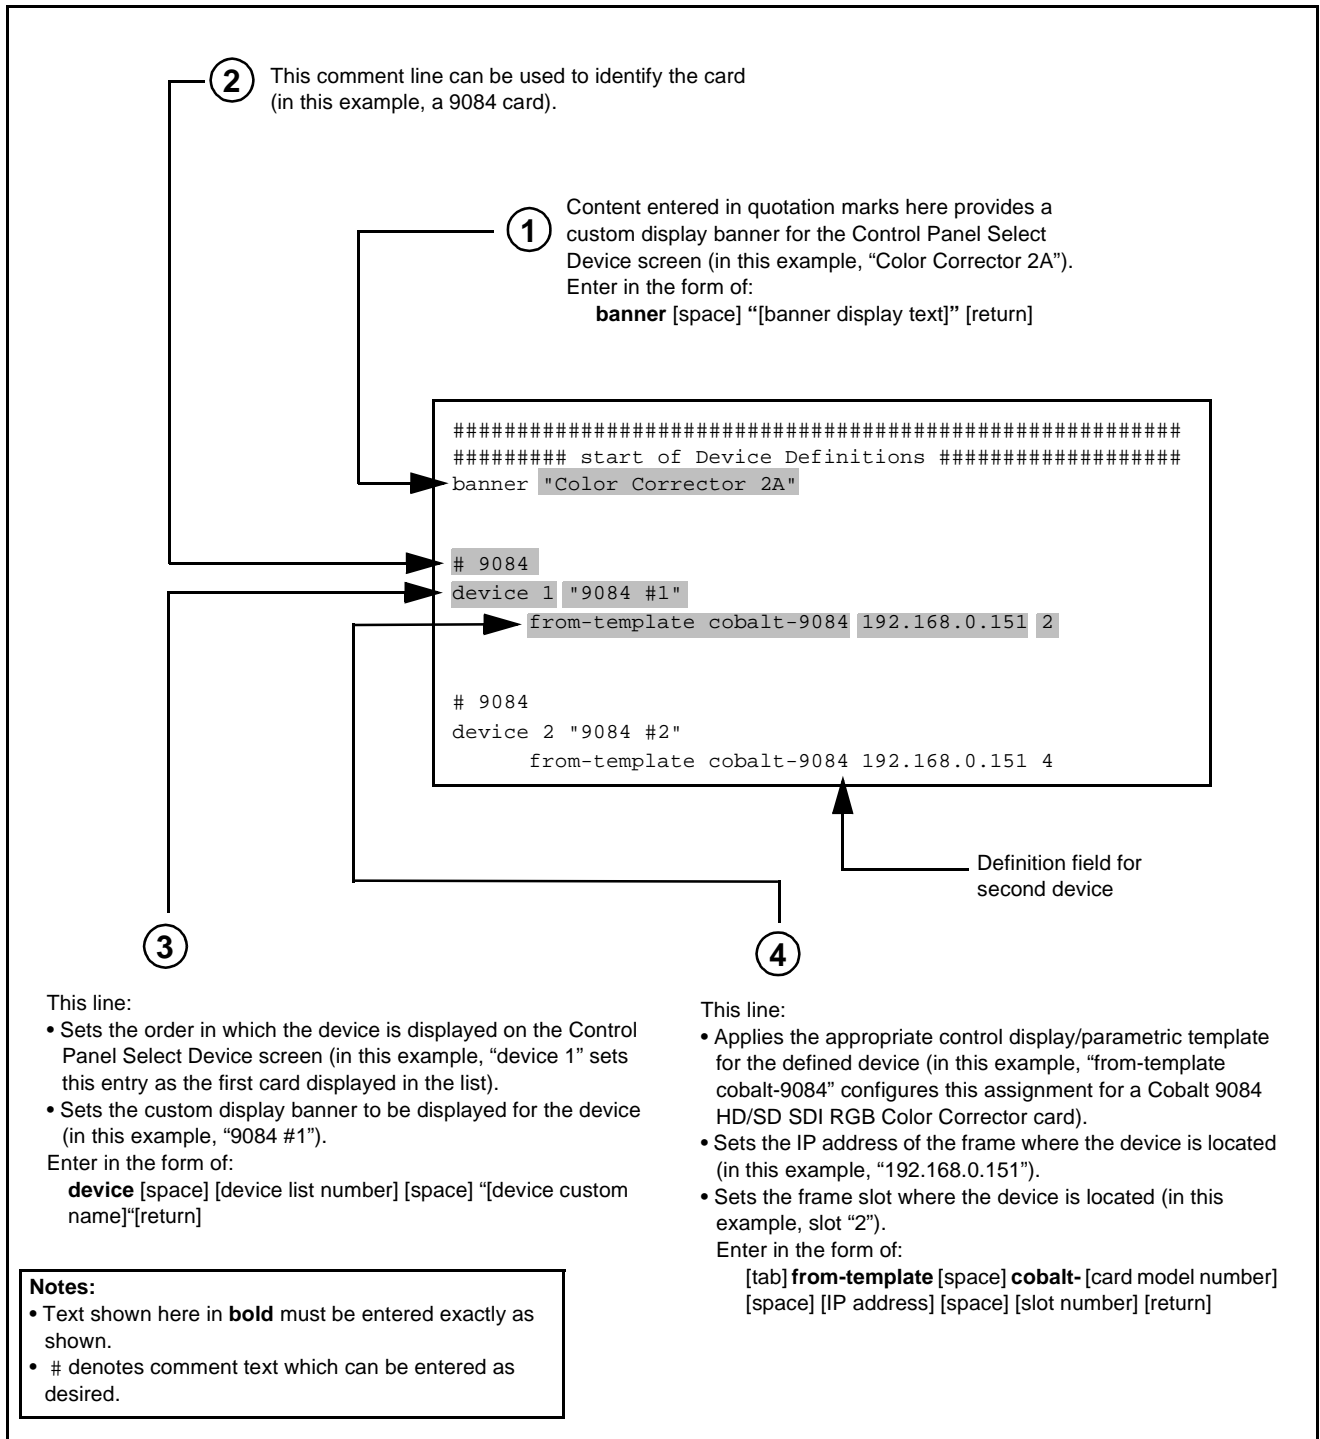 2
This comment line can be used to identify the card
(in this example, a 9084 card).
1
Content entered in quotation marks here provides a
custom display banner for the Control Panel Select
Device screen (in this example, “Color Corrector 2A”).
Enter in the form of:
banner [space] “[banner display text]” [return]
#########################################################
######### start of Device Definitions ###################
banner "Color Corrector 2A"
# 9084
device 1 "9084 #1"
from-template cobalt-9084 192.168.0.151 2
# 9084
device 2 "9084 #2"
from-template cobalt-9084 192.168.0.151 4
Definition field for
second device
3
This line:
• Sets the order in which the device is displayed on the Control
Panel Select Device screen (in this example, “device 1” sets
this entry as the first card displayed in the list).
• Sets the custom display banner to be displayed for the device
(in this example, “9084 #1”).
Enter in the form of:
device [space] [device list number] [space] “[device custom
name]“[return]
4
This line:
• Applies the appropriate control display/parametric template
for the defined device (in this example, “from-template
cobalt-9084” configures this assignment for a Cobalt 9084
HD/SD SDI RGB Color Corrector card).
• Sets the IP address of the frame where the device is located
(in this example, “192.168.0.151”).
• Sets the frame slot where the device is located (in this
example, slot “2”).
Enter in the form of:
[tab] from-template [space] cobalt- [card model number]
[space] [IP address] [space] [slot number] [return]
Notes:
• Text shown here in bold must be entered exactly as
shown.
• # denotes comment text which can be entered as
desired.